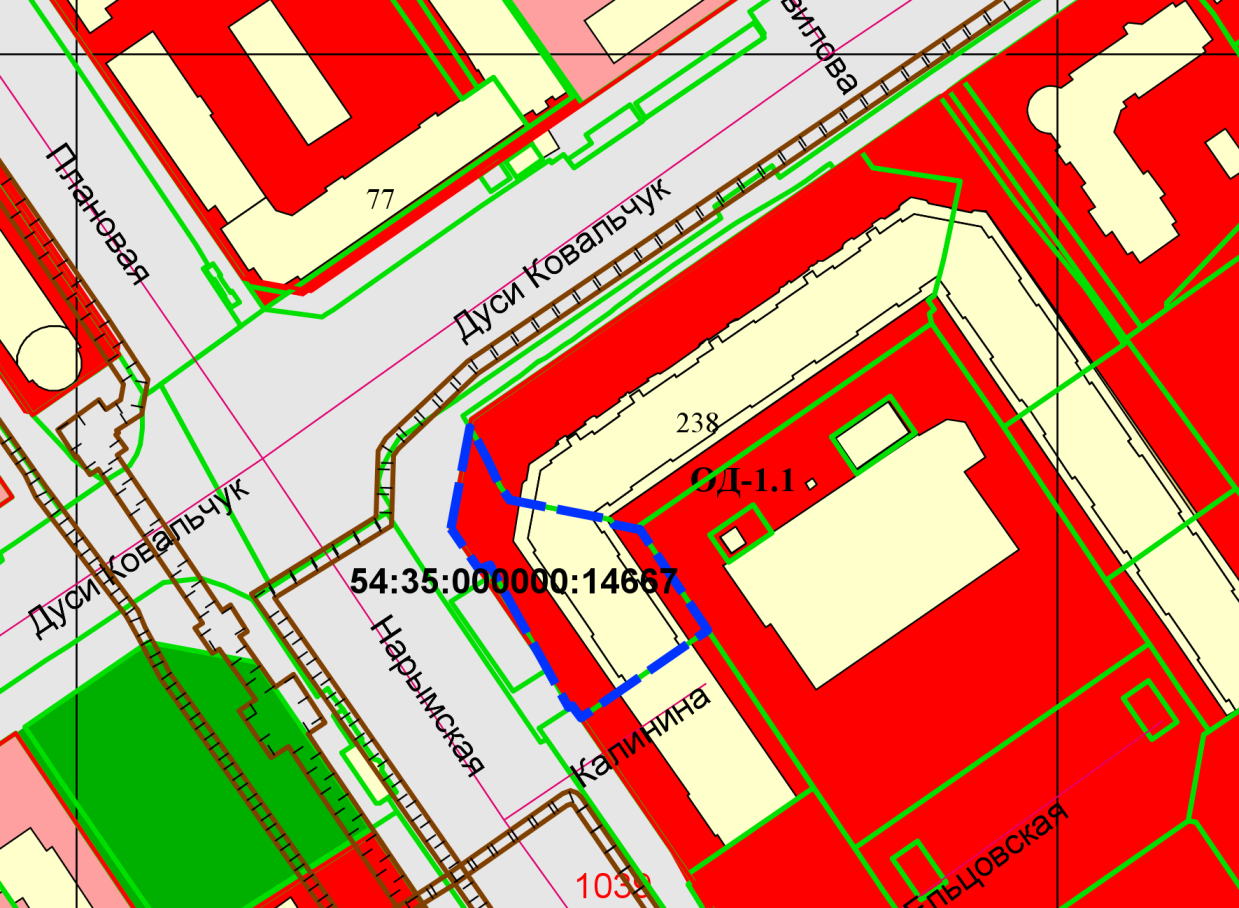 вилова
Плановая
77
Дуси Ковальчук
238
ОД-1.1
Дуси Ковальчук
54:35:000000:14667
Нарымская
Калинина
Ельцовская